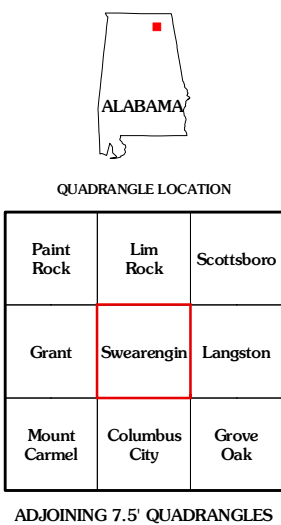 ALABAMA
QUADRANGLE LOCATION
Paint
Rock
Lim
Rock
Scottsboro
Grant
Swearengin
Langston
Mount
Carmel
Columbus
City
Grove
Oak
ADJOINING 7.5' QUADRANGLES